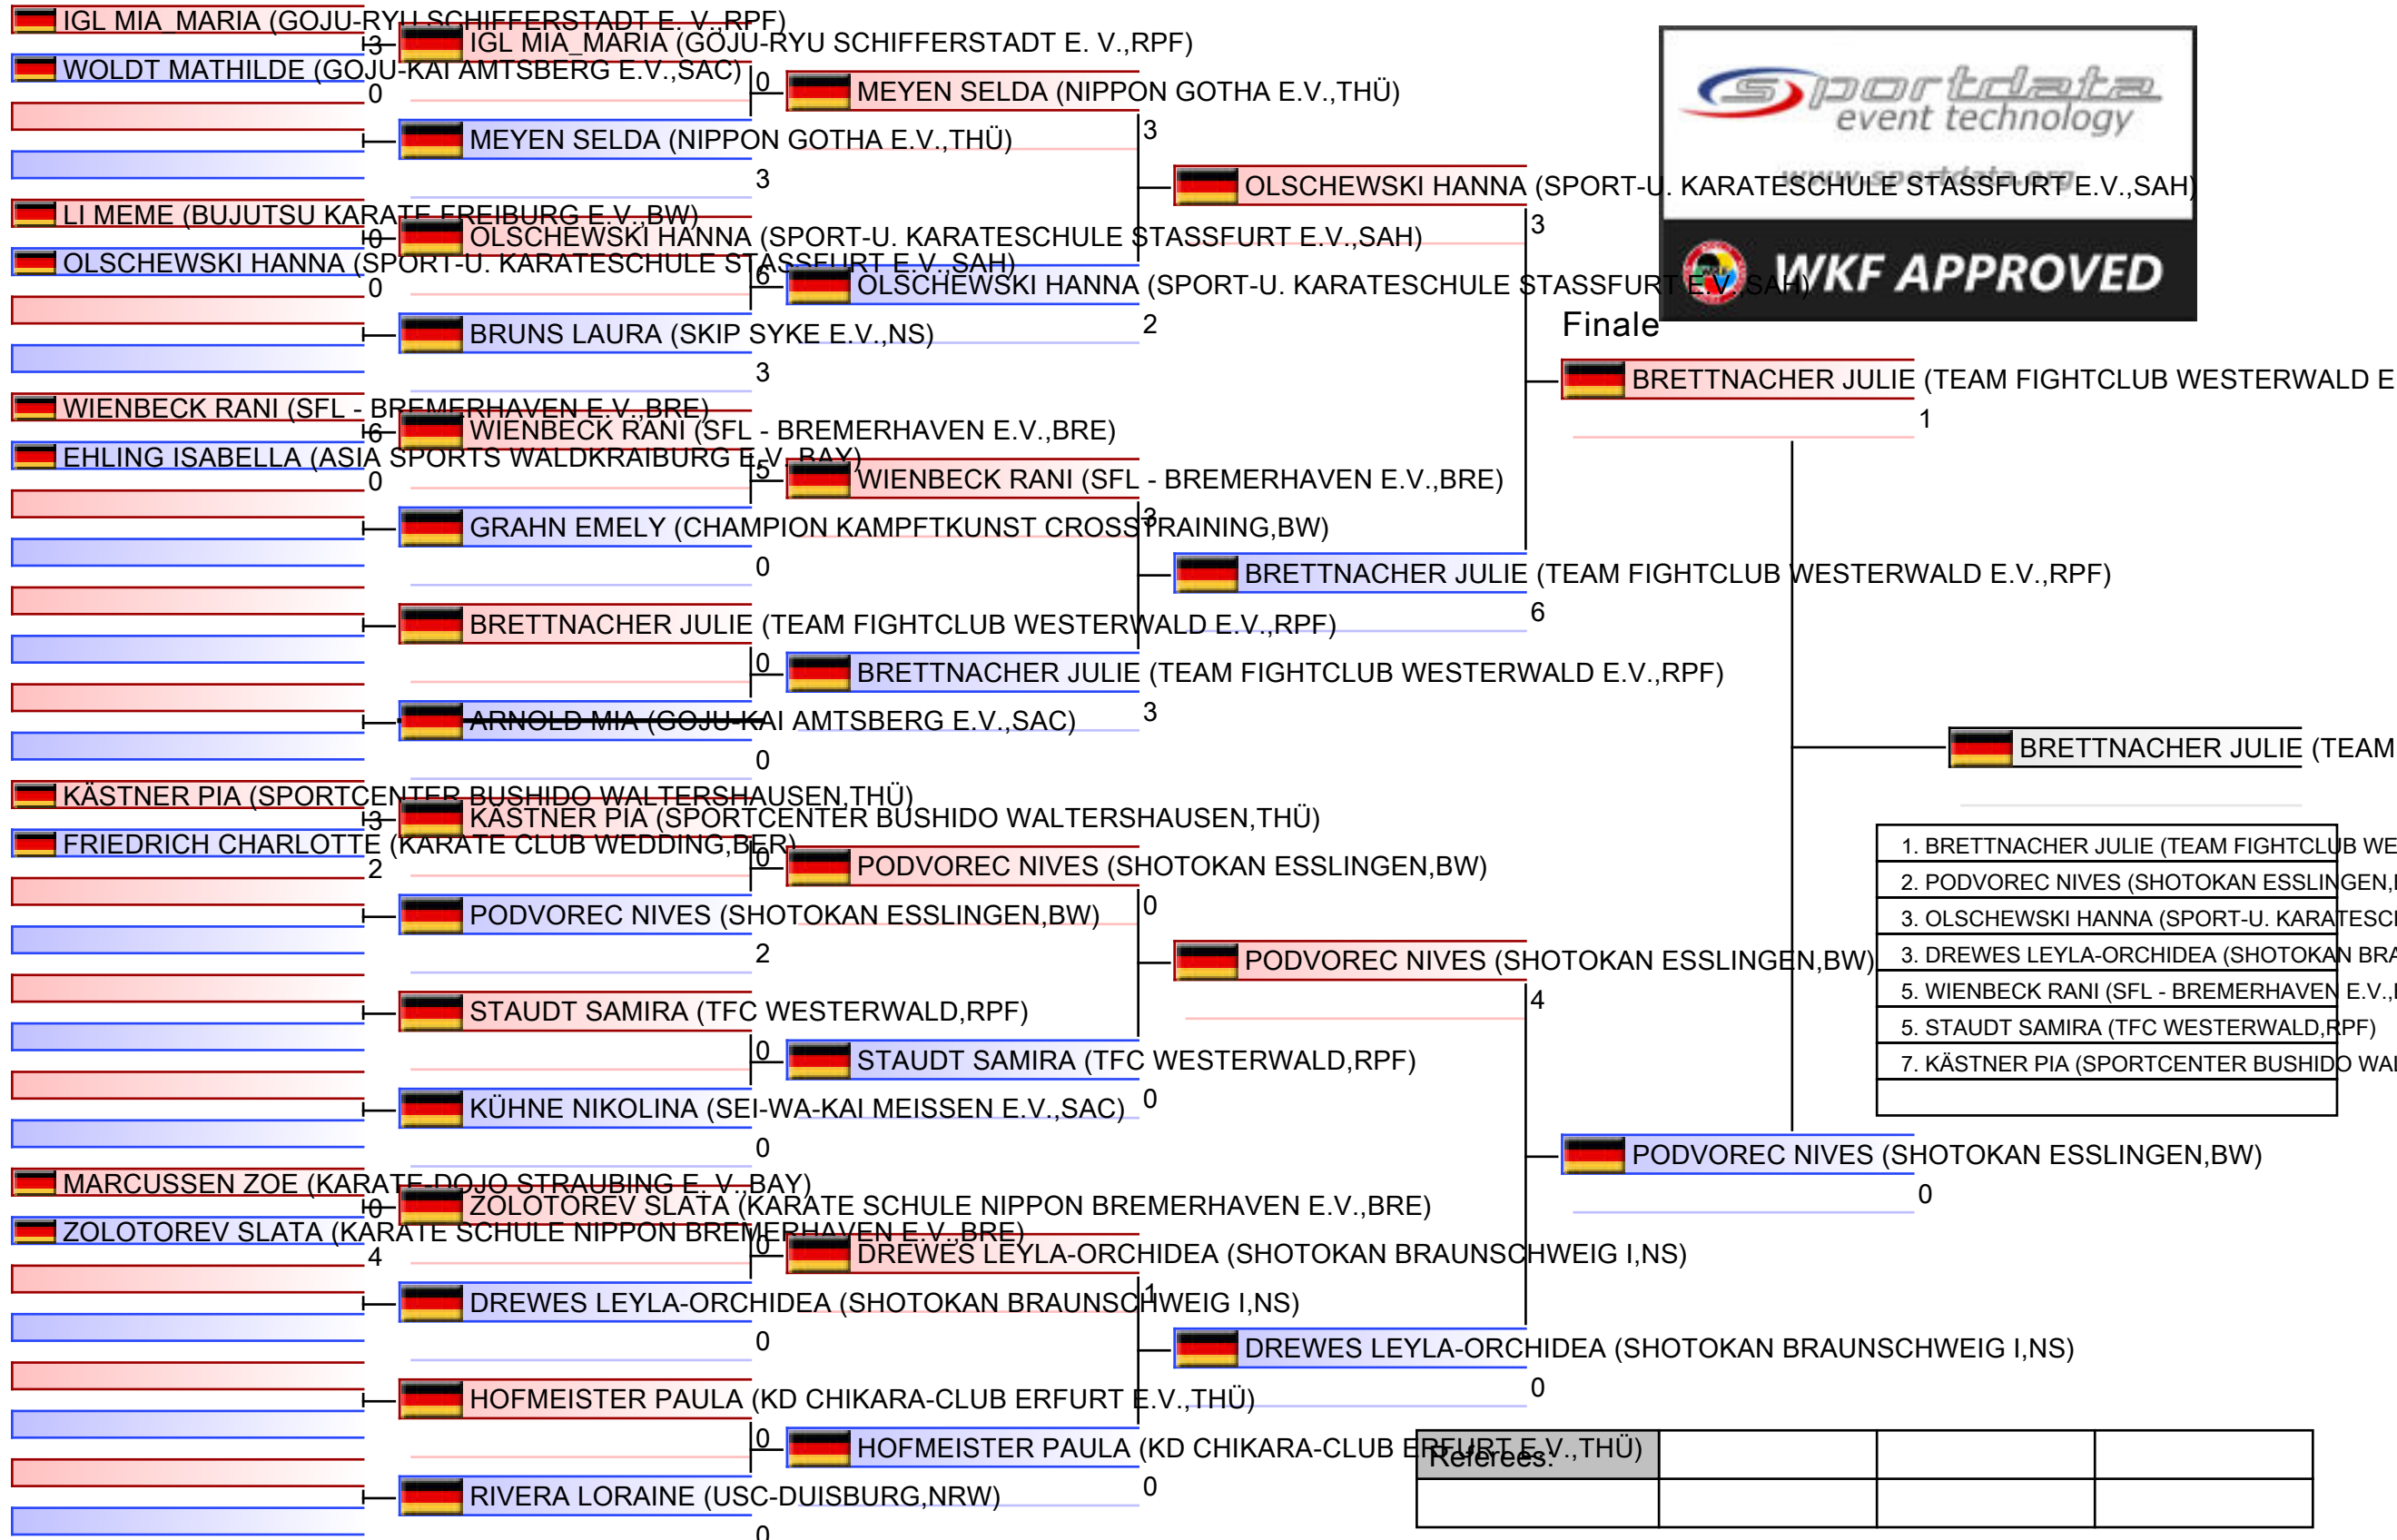 IGL MIA_MARIA (GOJU-RYU SCHIFFERSTADT E. V.,RPF)
3
WOLDT MATHILDE (GOJU-KAI AMTSBERG E.V.,SAC)
0
LI MEME (BUJUTSU KARATE FREIBURG E.V.,BW)
0
OLSCHEWSKI HANNA (SPORT-U. KARATESCHULE STASSFURT E.V.,SAH)
0
WIENBECK RANI (SFL - BREMERHAVEN E.V.,BRE)
6
EHLING ISABELLA (ASIA SPORTS WALDKRAIBURG E.V.,BAY)
0
KÄSTNER PIA (SPORTCENTER BUSHIDO WALTERSHAUSEN,THÜ)
3
FRIEDRICH CHARLOTTE (KARATE CLUB WEDDING,BER)
2
MARCUSSEN ZOE (KARATE-DOJO STRAUBING E. V.,BAY)
0
ZOLOTOREV SLATA (KARATE SCHULE NIPPON BREMERHAVEN E.V.,BRE)
4
IGL MIA_MARIA (GOJU-RYU SCHIFFERSTADT E. V.,RPF)
0
MEYEN SELDA (NIPPON GOTHA E.V.,THÜ)
3
OLSCHEWSKI HANNA (SPORT-U. KARATESCHULE STASSFURT E.V.,SAH)
6
BRUNS LAURA (SKIP SYKE E.V.,NS)
3
WIENBECK RANI (SFL - BREMERHAVEN E.V.,BRE)
5
GRAHN EMELY (CHAMPION KAMPFTKUNST CROSSTRAINING,BW)
0
BRETTNACHER JULIE (TEAM FIGHTCLUB WESTERWALD E.V.,RPF)
0
ARNOLD MIA (GOJU-KAI AMTSBERG E.V.,SAC)
0
KÄSTNER PIA (SPORTCENTER BUSHIDO WALTERSHAUSEN,THÜ)
0
PODVOREC NIVES (SHOTOKAN ESSLINGEN,BW)
2
STAUDT SAMIRA (TFC WESTERWALD,RPF)
0
KÜHNE NIKOLINA (SEI-WA-KAI MEISSEN E.V.,SAC)
0
ZOLOTOREV SLATA (KARATE SCHULE NIPPON BREMERHAVEN E.V.,BRE)
0
DREWES LEYLA-ORCHIDEA (SHOTOKAN BRAUNSCHWEIG I,NS)
0
HOFMEISTER PAULA (KD CHIKARA-CLUB ERFURT E.V.,THÜ)
0
RIVERA LORAINE (USC-DUISBURG,NRW)
0
MEYEN SELDA (NIPPON GOTHA E.V.,THÜ)
3
OLSCHEWSKI HANNA (SPORT-U. KARATESCHULE STASSFURT E.V.,SAH)
2
WIENBECK RANI (SFL - BREMERHAVEN E.V.,BRE)
3
BRETTNACHER JULIE (TEAM FIGHTCLUB WESTERWALD E.V.,RPF)
3
PODVOREC NIVES (SHOTOKAN ESSLINGEN,BW)
0
STAUDT SAMIRA (TFC WESTERWALD,RPF)
0
DREWES LEYLA-ORCHIDEA (SHOTOKAN BRAUNSCHWEIG I,NS)
1
HOFMEISTER PAULA (KD CHIKARA-CLUB ERFURT E.V.,THÜ)
0
OLSCHEWSKI HANNA (SPORT-U. KARATESCHULE STASSFURT E.V.,SAH)
3
BRETTNACHER JULIE (TEAM FIGHTCLUB WESTERWALD E.V.,RPF)
6
PODVOREC NIVES (SHOTOKAN ESSLINGEN,BW)
4
DREWES LEYLA-ORCHIDEA (SHOTOKAN BRAUNSCHWEIG I,NS)
0
sportdata
event technology
www.sportdata.org
WKF APPROVED
Finale
BRETTNACHER JULIE (TEAM FIGHTCLUB WESTERWALD E
1
PODVOREC NIVES (SHOTOKAN ESSLINGEN,BW)
0
BRETTNACHER JULIE (TEAM
1. BRETTNACHER JULIE (TEAM FIGHTCLUB WE
2. PODVOREC NIVES (SHOTOKAN ESSLINGEN,
3. OLSCHEWSKI HANNA (SPORT-U. KARATESC
3. DREWES LEYLA-ORCHIDEA (SHOTOKAN BRA
5. WIENBECK RANI (SFL - BREMERHAVEN E.V.,
5. STAUDT SAMIRA (TFC WESTERWALD,RPF)
7. KÄSTNER PIA (SPORTCENTER BUSHIDO WAL
Referees: